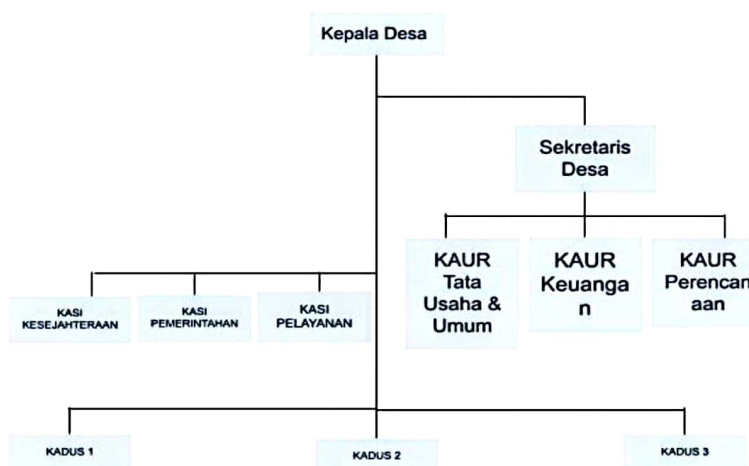 Kepala Desa
Sekretaris
Desa
KAUR
Tata
Usaha &
Umum
KAUR
Keuanga
n
KAUR
Perencan
aan
KASI
KESEJAHTERAAN
KASI
PEMERINTAHAN
KASI
PELAYANAN
KADUS 1
KADUS 2
KADUS 3